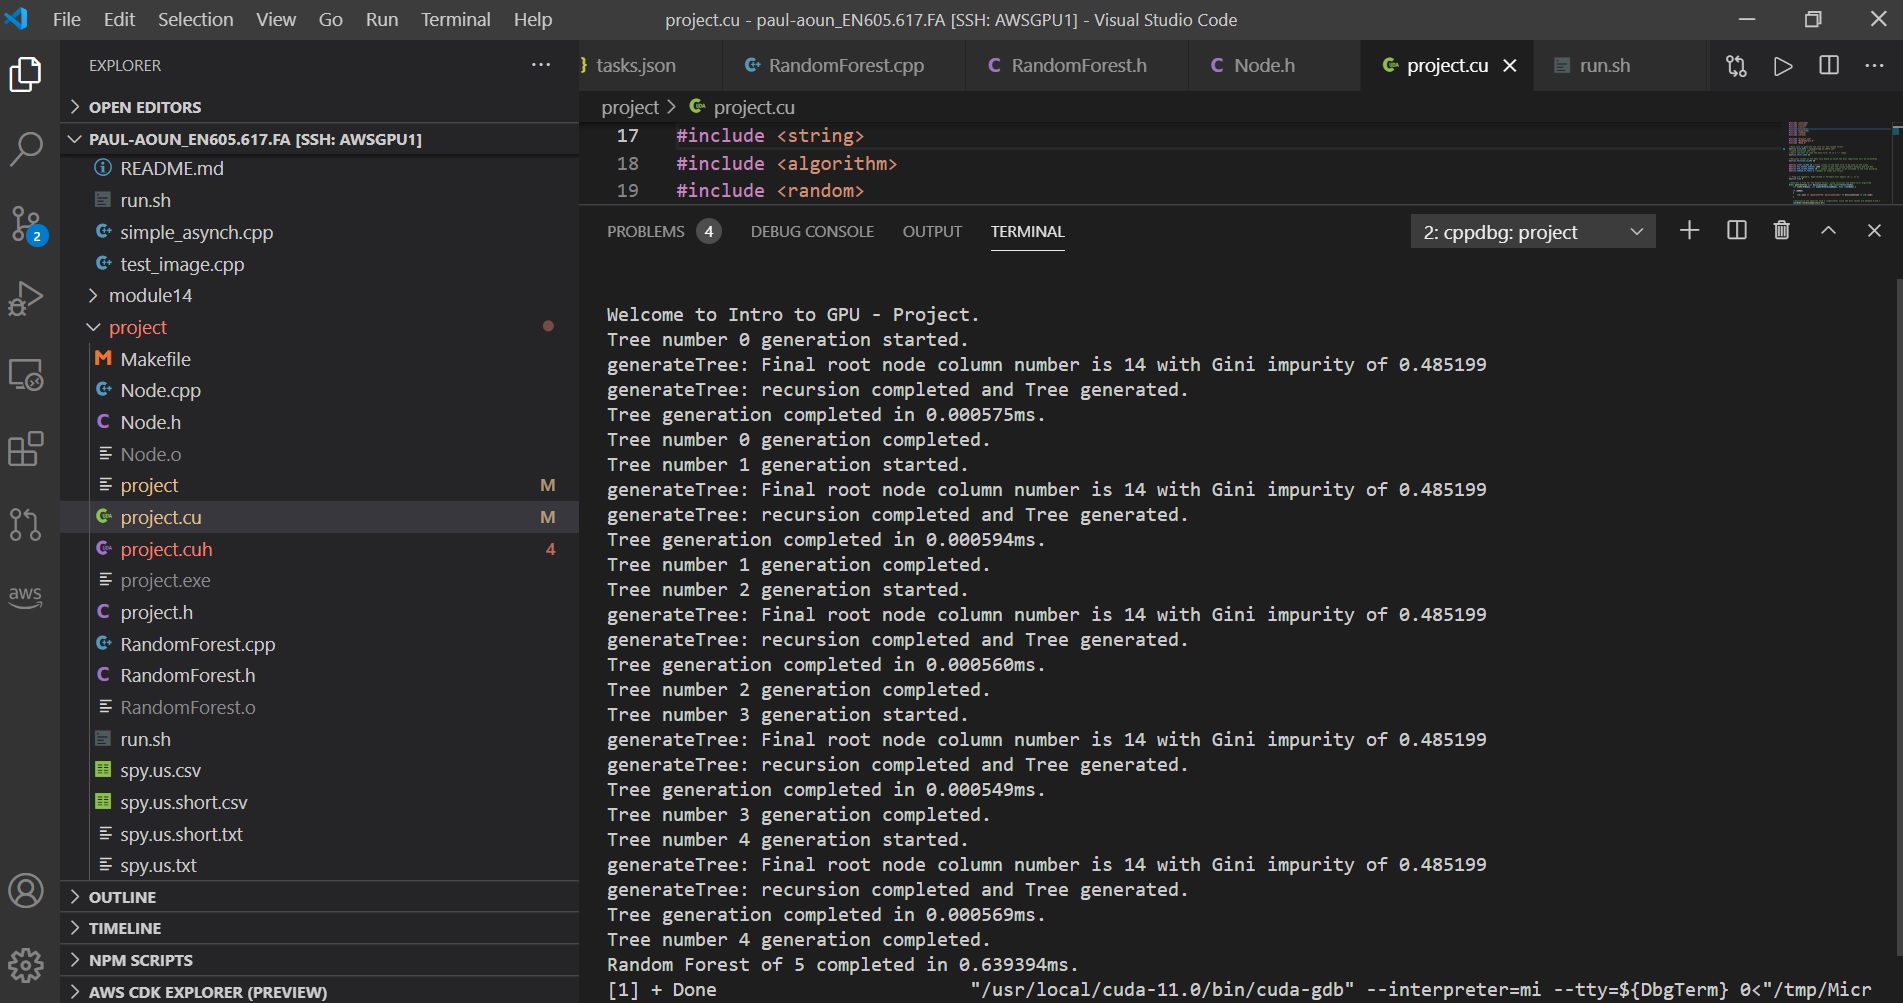 File Edit Selection View Go Run Terminal Help project.cu - paul-aoun_EN605.617.FA [SSH: AWSGPU1] - Visual Studio Code
EXPLORER
OPEN EDITORS
PAUL-AOUN_EN605.617.FA [SSH: AWSGPU1]
README.md
run.sh
simple_asynch.cpp
test_image.cpp
module14
project
Makefile
Node.cpp
Node.h
Node.o
project M
project.cu M
project.cuh 4
project.exe
project.h
RandomForest.cpp
RandomForest.h
RandomForest.o
run.sh
spy.us.csv
spy.us.short.csv
spy.us.short.txt
spy.us.txt
OUTLINE
TIMELINE
NPM SCRIPTS
AWS CDK EXPLORER (PREVIEW)
2
aws
tasks.json RandomForest.cpp RandomForest.h Node.h project.cu run.sh
project > project.cu
17 #include <string>
18 #include <algorithm>
19 #include <random>
PROBLEMS 4 DEBUG CONSOLE OUTPUT TERMINAL 2: cppdbg: project
Welcome to Intro to GPU - Project.
Tree number 0 generation started.
generateTree: Final root node column number is 14 with Gini impurity of 0.485199
generateTree: recursion completed and Tree generated.
Tree generation completed in 0.000575ms.
Tree number 0 generation completed.
Tree number 1 generation started.
generateTree: Final root node column number is 14 with Gini impurity of 0.485199
generateTree: recursion completed and Tree generated.
Tree generation completed in 0.000594ms.
Tree number 1 generation completed.
Tree number 2 generation started.
generateTree: Final root node column number is 14 with Gini impurity of 0.485199
generateTree: recursion completed and Tree generated.
Tree generation completed in 0.000560ms.
Tree number 2 generation completed.
Tree number 3 generation started.
generateTree: Final root node column number is 14 with Gini impurity of 0.485199
generateTree: recursion completed and Tree generated.
Tree generation completed in 0.000549ms.
Tree number 3 generation completed.
Tree number 4 generation started.
generateTree: Final root node column number is 14 with Gini impurity of 0.485199
generateTree: recursion completed and Tree generated.
Tree generation completed in 0.000569ms.
Tree number 4 generation completed.
Random Forest of 5 completed in 0.639394ms.
[1] + Done "/usr/local/cuda-11.0/bin/cuda-gdb" --interpreter=mi --tty=${DbgTerm} 0<"/tmp/Micr